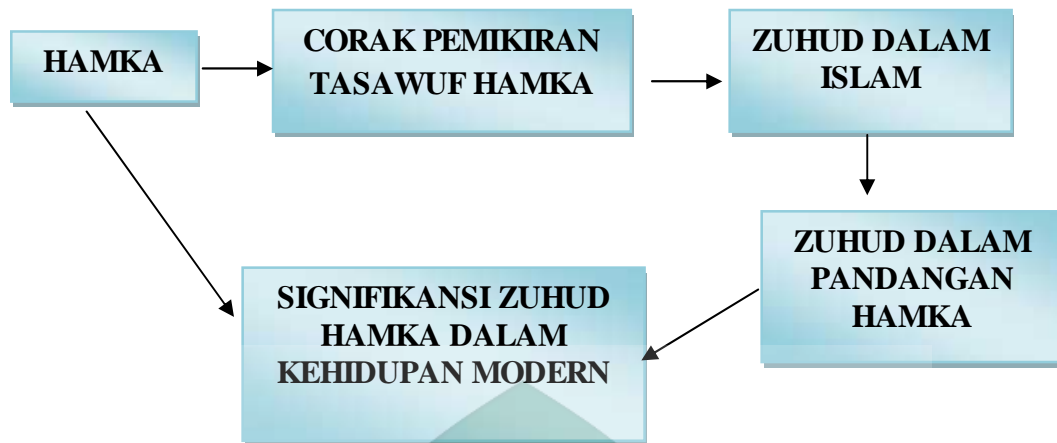 HAMKA
CORAK PEMIKIRAN
TASAWUF HAMKA
ZUHUD DALAM
ISLAM
ZUHUD DALAM
PANDANGAN
HAMKA
SIGNIFIKANSI ZUHUD
HAMKA DALAM
KEHIDUPAN MODERN